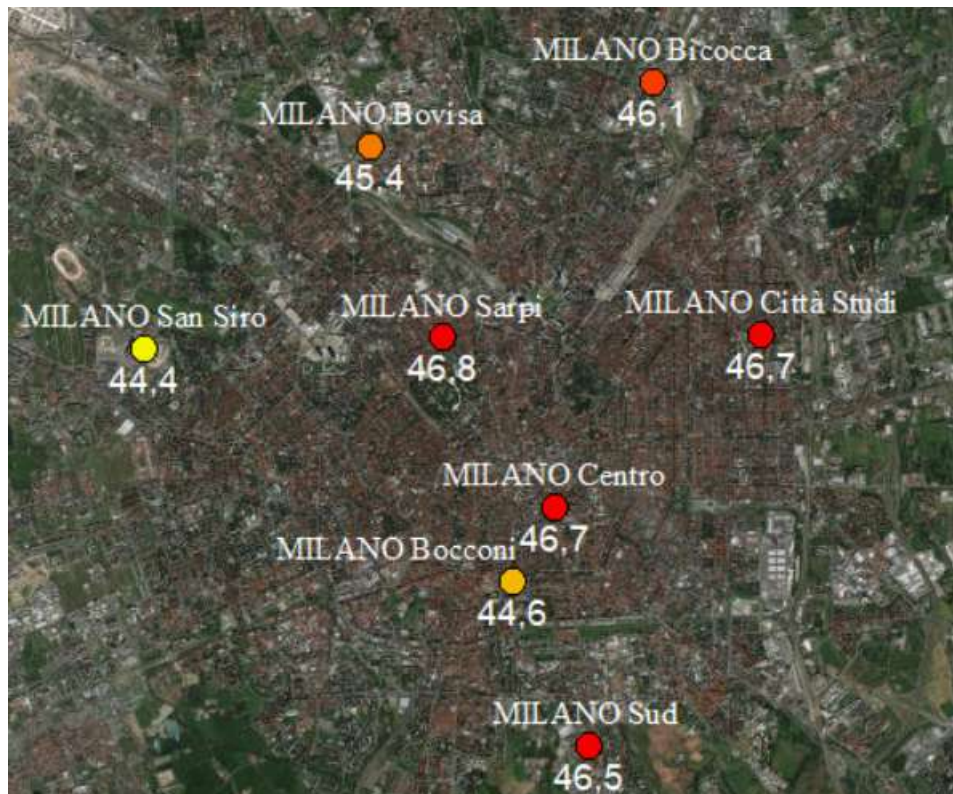 MILANO Bicocca
46,1
MILANO Bovisa
45,4
MILANO San Siro
44,4
MILANO Sarpi
46,8
MILANO Città Studi
46,7
MILANO Centro
46,7
MILANO Bocconi
44,6
MILANO Sud
46,5